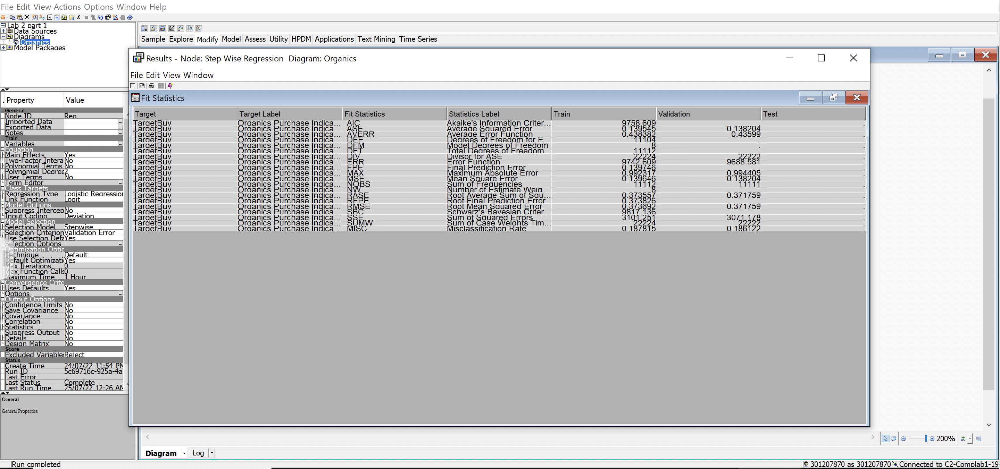 File Edit View Actions Options Window Help
Lab 2 part 1
Data Sources
Diagrams
Organics
Model Packages
Sample Explore Modify Model Assess Utility HPDM Applications Text Mining Time Series
Results - Node: Step Wise Regression Diagram: Organics
File Edit View Window
Fit Statistics
Target Target Label Fit Statistics Statistics Label Train Validation Test
TargetBuy Organics Purchase Indica... AIC Akaike's Information Criter... 9758.609 .
TargetBuy Organics Purchase Indica... ASE Average Squared Error 0.139545 0.138204 .
TargetBuy Organics Purchase Indica... AVERR Average Error Function 0.438382 0.43599 .
TargetBuy Organics Purchase Indica... DFE Degrees of Freedom for E... 11104 . .
TargetBuy Organics Purchase Indica... DFM Model Degrees of Freedom 8 . .
TargetBuy Organics Purchase Indica... DFT Total Degrees of Freedom 11112 .
TargetBuy Organics Purchase Indica... DIV Divisor for ASE 22224 22222 .
TargetBuy Organics Purchase Indica... ERR Error Function 9742.609 9688.581 .
TargetBuy Organics Purchase Indica... FPE Final Prediction Error 0.139746 .
TargetBuy Organics Purchase Indica... MAX Maximum Absolute Error 0.992317 0.994405 .
TargetBuy Organics Purchase Indica... MSE Mean Square Error 0.139646 0.138204 .
TargetBuy Organics Purchase Indica... NOBS Sum of Frequencies 11112 11111 .
TargetBuy Organics Purchase Indica... NW Number of Estimate Weig... 8 .
TargetBuy Organics Purchase Indica... RASE Root Average Sum of Squ... 0.373557 0.371759 .
TargetBuy Organics Purchase Indica... RFPE Root Final Prediction Error 0.373826 .
TargetBuy Organics Purchase Indica... RMSE Root Mean Squared Error 0.373692 0.371759 .
TargetBuy Organics Purchase Indica... SBC Schwarz's Bayesian Criter... 9817.136 .
TargetBuy Organics Purchase Indica... SSE Sum of Squared Errors 3101.251 3071.178 .
TargetBuy Organics Purchase Indica... SUMW Sum of Case Weights Tim... 22224 22222 .
TargetBuy Organics Purchase Indica... MISC Misclassification Rate 0.187815 0.186122 .
. Property Value
General
Node ID Reg
Imported Data ...
Exported Data ...
Notes ...
Train
Variables ...
Equation
Main Effects Yes
Two-Factor Intera No
Polynomial Terms No
Polynomial Degree 2
User Terms No
Term Editor ...
Class Targets
Regression Type Logistic Regression
Link Function Logit
Model Options
Suppress Intercep No
Input Coding Deviation
Model Selection
Selection Model Stepwise
Selection Criterion Validation Error
Use Selection Defa Yes
Selection Options ...
Optimization Optio
Technique Default
Default Optimizati Yes
Max Iterations 0
Max Function Calls 0
Maximum Time 1 Hour
Convergence Crite
Uses Defaults Yes
Options ...
Output Options
Confidence Limits No
Save Covariance No
Covariance No
Correlation No
Statistics No
Suppress Output No
Details No
Design Matrix No
Score
Excluded Variables Reject
Status
Create Time 24/07/22 11:54 PM
Run ID 5c69716c-925a-4a
Last Error
Last Status Complete
Last Run Time 25/07/22 12:26 AM
General
General Properties
200%
Diagram Log
Run completed
301207870 as 301207870 Connected to C2-Complab1-19